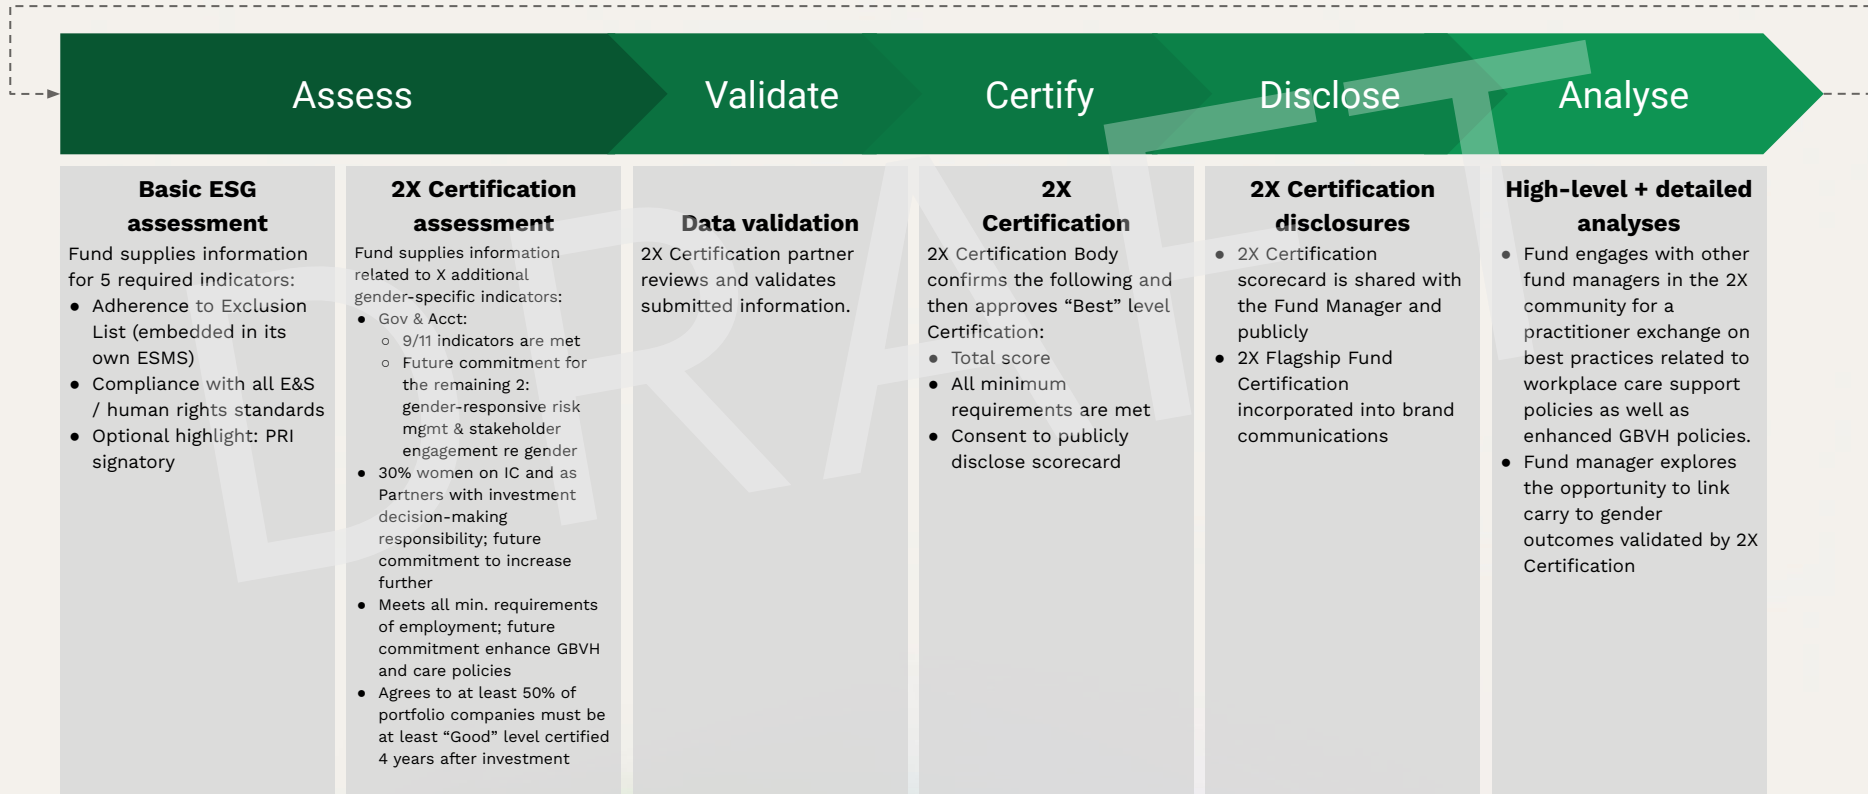 Assess
Validate
Certify
Disclose
Analyse
Basic ESG
assessment
Fund supplies information
for 5 required indicators:
● Adherence to Exclusion
List (embedded in its
own ESMS)
● Compliance with all E&S
/ human rights standards
● Optional highlight: PRI
signatory
2X Certification
assessment
Fund supplies information
related to X additional
gender-specific indicators:
● Gov & Acct:
○ 9/11 indicators are met
○ Future commitment for
the remaining 2:
gender-responsive risk
mgmt & stakeholder
engagement re gender
● 30% women on IC and as
Partners with investment
decision-making
responsibility; future
commitment to increase
further
● Meets all min. requirements
of employment; future
commitment enhance GBVH
and care policies
● Agrees to at least 50% of
portfolio companies must be
at least “Good” level certified
4 years after investment
Data validation
2X Certification partner
reviews and validates
submitted information.
2X
Certification
2X Certification Body
confirms the following and
then approves “Best” level
Certification:
● Total score
● All minimum
requirements are met
● Consent to publicly
disclose scorecard
2X Certification
disclosures
● 2X Certification
scorecard is shared with
the Fund Manager and
publicly
● 2X Flagship Fund
Certification
incorporated into brand
communications
High-level + detailed
analyses
● Fund engages with other
fund managers in the 2X
community for a
practitioner exchange on
best practices related to
workplace care support
policies as well as
enhanced GBVH policies.
● Fund manager explores
the opportunity to link
carry to gender
outcomes validated by 2X
Certification
DRAFT